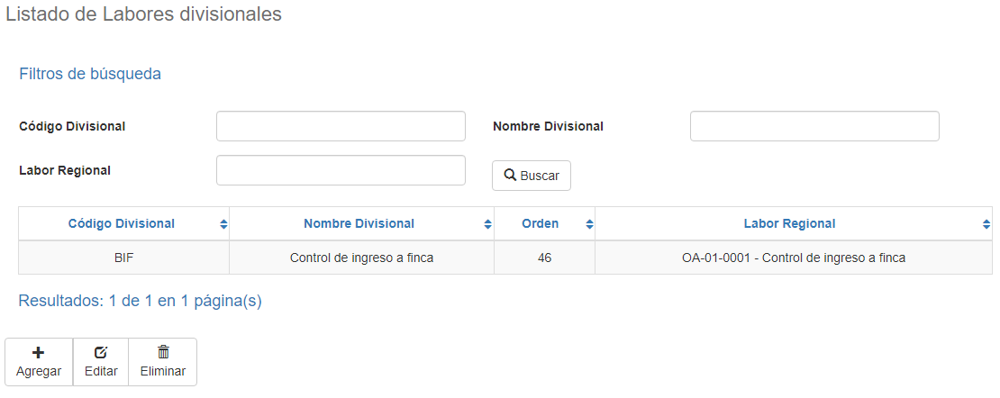 Listado de Labores divisionales
Filtros de búsqueda
Código Divisional
Nombre Divisional
Labor Regional
Buscar
Código Divisional Nombre Divisional Orden Labor Regional
BIF Control de ingreso a finca 46 OA-01-0001 - Control de ingreso a finca
Resultados: 1 de 1 en 1 página(s)
Agregar Editar Eliminar